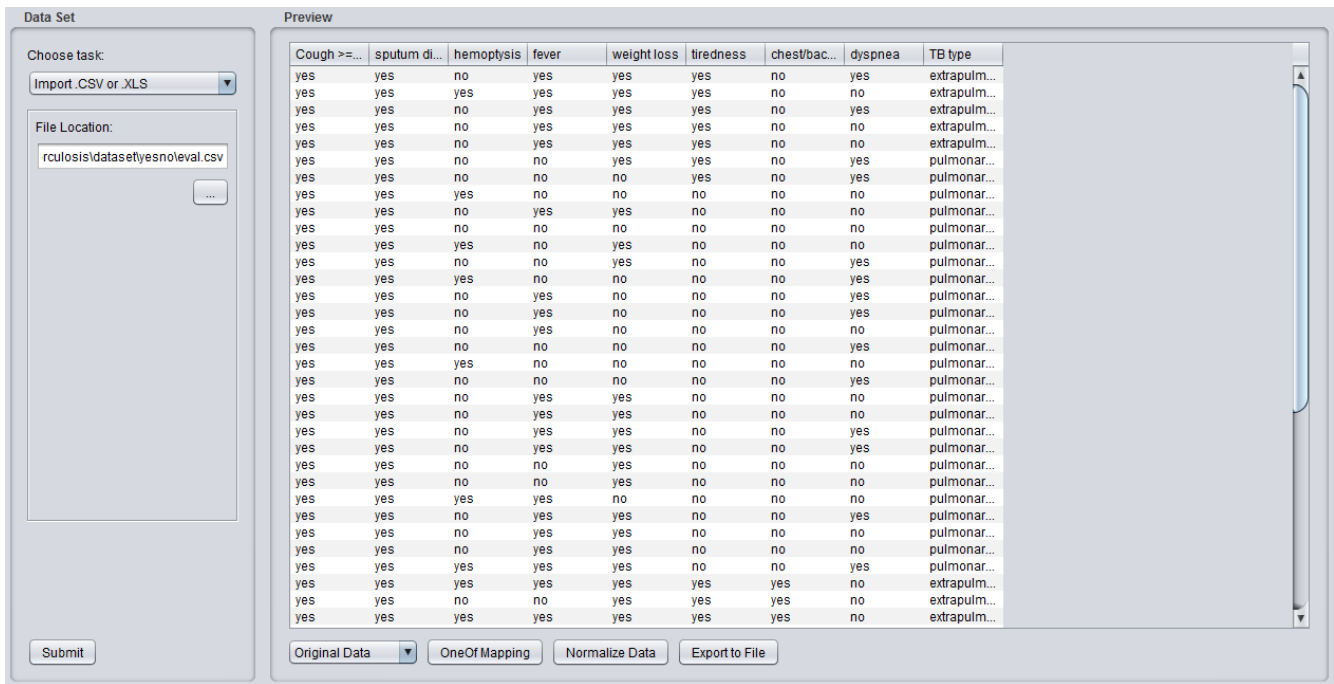 Data Set
Choose task:
Import .CSV or .XLS
File Location:
rculosis\dataset\yesno\eval.csv
...
Submit
Preview
Cough >=... sputum di... hemoptysis fever weight loss tiredness chest/bac... dyspnea TB type
yes yes no yes yes yes no yes extrapulm...
yes yes yes yes yes yes no no extrapulm...
yes yes no yes yes yes no yes extrapulm...
yes yes no yes yes yes no no extrapulm...
yes yes no yes yes yes no no extrapulm...
yes yes no no yes yes no yes pulmonar...
yes yes no no no yes no yes pulmonar...
yes yes yes no no no no no pulmonar...
yes yes no yes yes no no no pulmonar...
yes yes no no no no no no pulmonar...
yes yes yes no yes no no no pulmonar...
yes yes no no yes no no yes pulmonar...
yes yes yes no no no no yes pulmonar...
yes yes no yes no no no yes pulmonar...
yes yes no yes no no no yes pulmonar...
yes yes no yes no no no no pulmonar...
yes yes no no no no no yes pulmonar...
yes yes yes no no no no no pulmonar...
yes yes no no no no no yes pulmonar...
yes yes no yes yes no no no pulmonar...
yes yes no yes yes no no no pulmonar...
yes yes no yes yes no no yes pulmonar...
yes yes no yes yes no no yes pulmonar...
yes yes no no yes no no no pulmonar...
yes yes no no yes no no no pulmonar...
yes yes yes yes no no no no pulmonar...
yes yes no yes yes no no yes pulmonar...
yes yes no yes yes no no no pulmonar...
yes yes no yes yes no no no pulmonar...
yes yes yes yes yes no no yes pulmonar...
yes yes yes yes yes yes yes no extrapulm...
yes yes no no yes yes yes no extrapulm...
yes yes yes yes yes yes yes no extrapulm...
Original Data OneOf Mapping Normalize Data Export to File